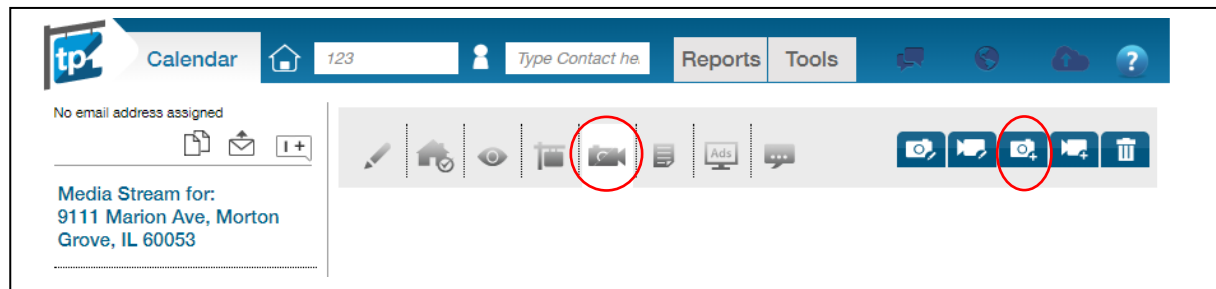 tp
Calendar
123
Type Contact he.
Reports
Tools
?
No email address assigned
I +
Ads
Media Stream for:
9111 Marion Ave, Morton
Grove, IL 60053